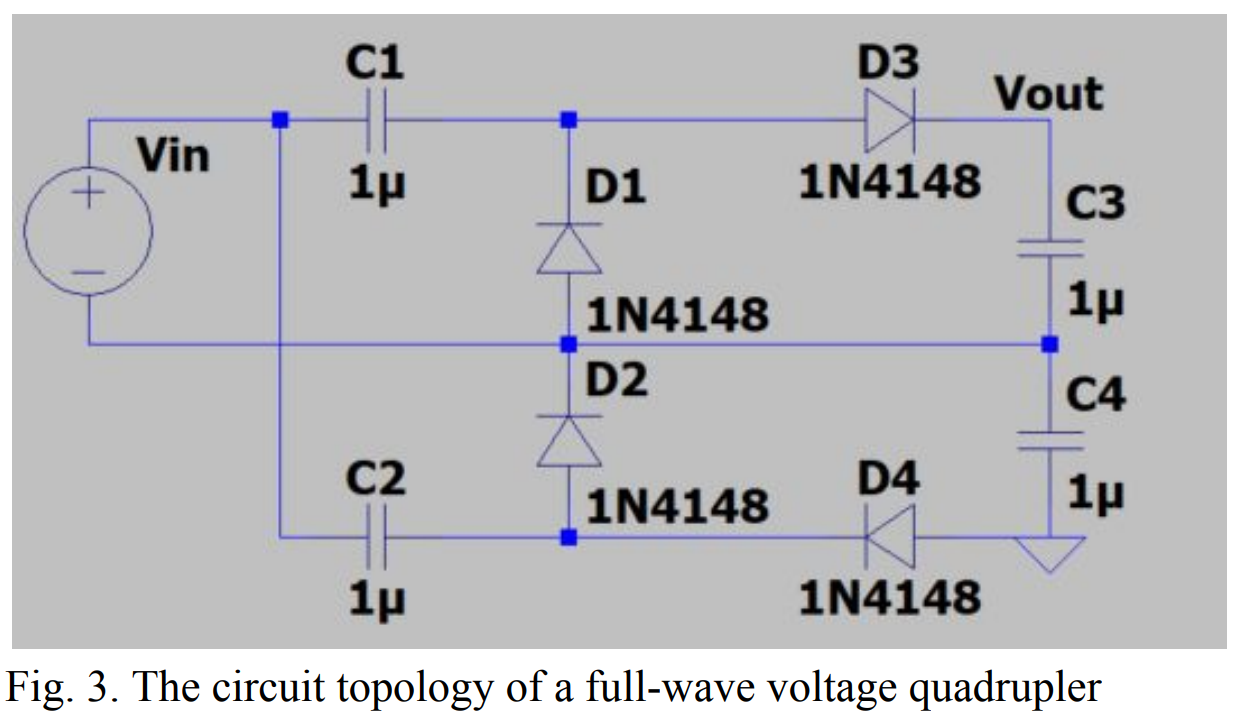 C1
D3
Vout
Vin
1µ
D1
1N4148
C3
1N4148
1µ
D2
C4
C2
1N4148
D4
1µ
1µ
1N4148
Fig. 3. The circuit topology of a full-wave voltage quadrupler